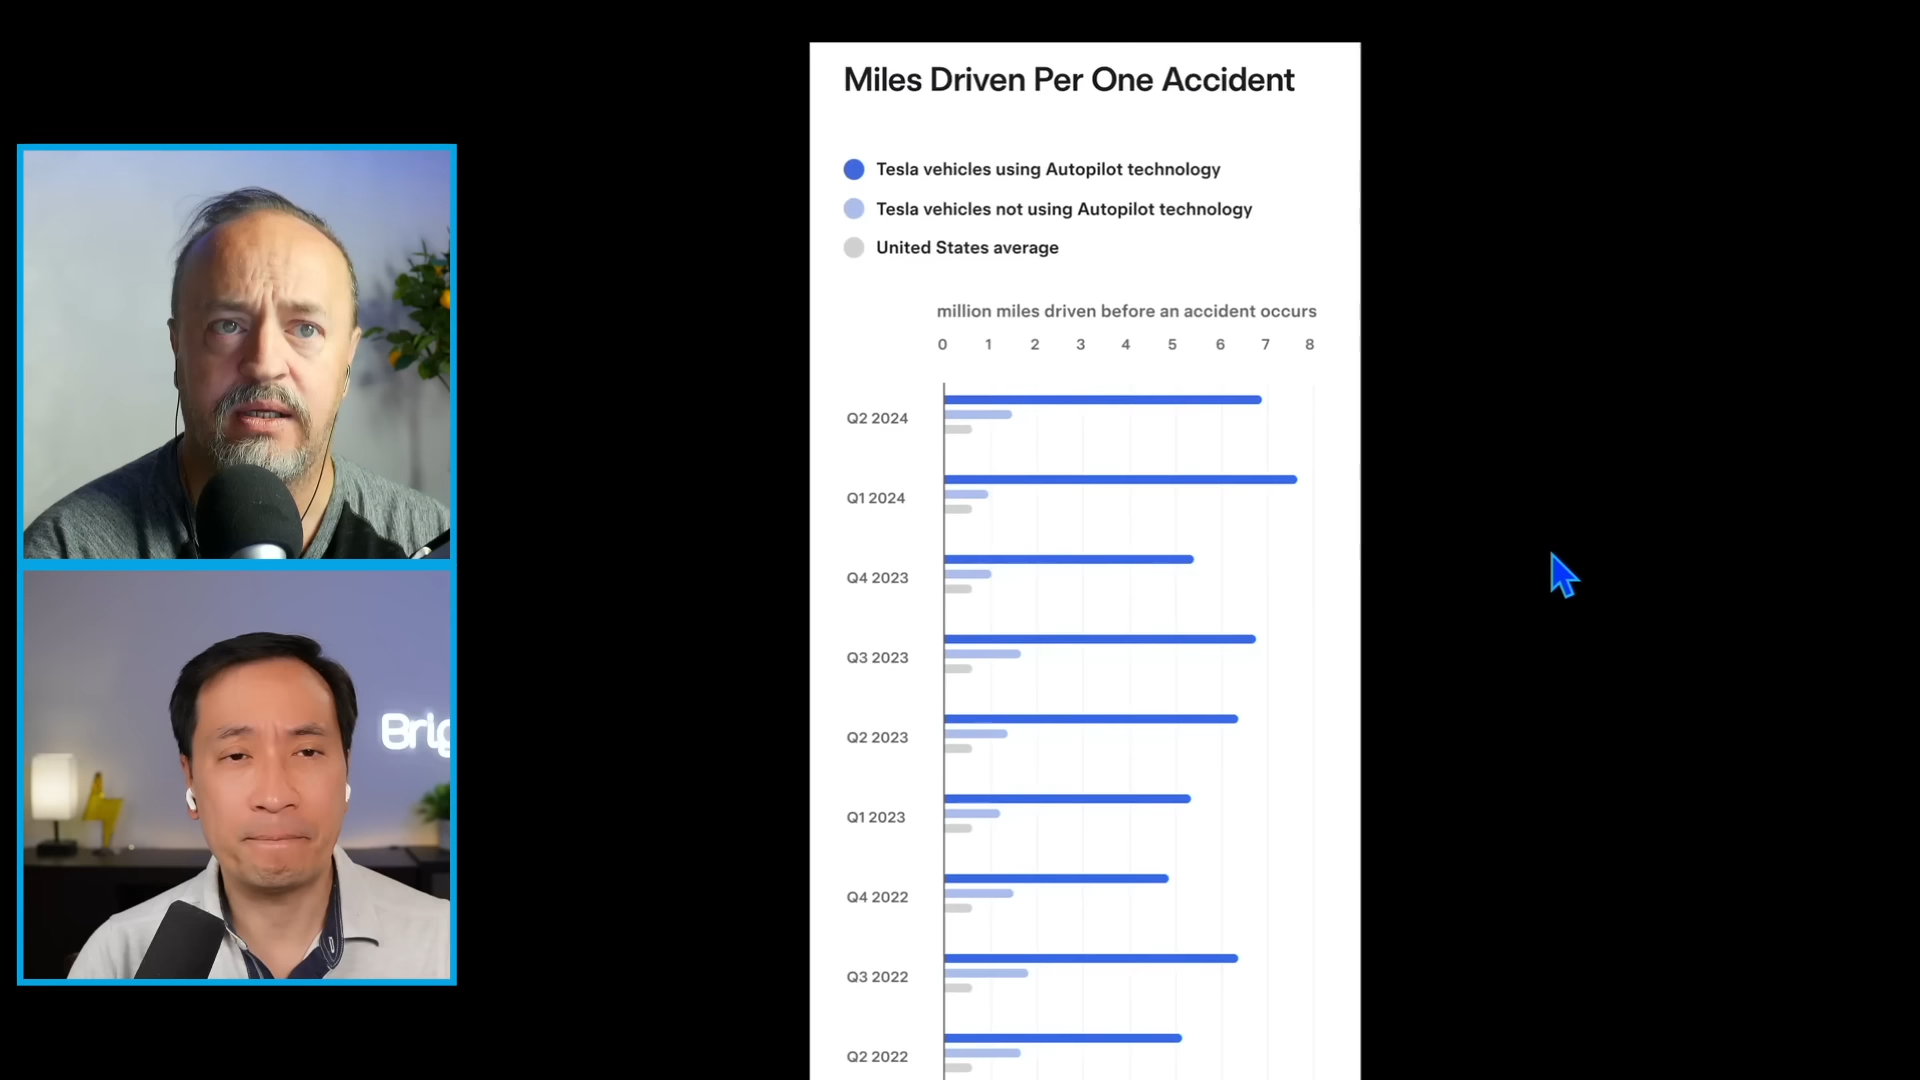 Miles Driven Per One Accident
Tesla vehicles using Autopilot technology
Tesla vehicles not using Autopilot technology
United States average
million miles driven before an accident occurs
0 1 2 3 4 5 6 7 8
Q2 2024
Q1 2024
Q4 2023
Q3 2023
Q2 2023
Q1 2023
Q4 2022
Q3 2022
Q2 2022